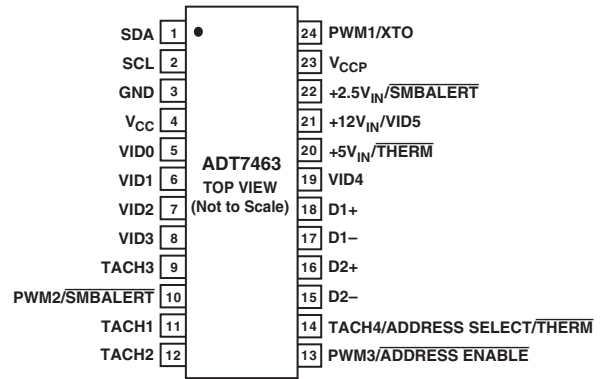 SDA 1
SCL 2
GND 3
VCC 4
VID0 5
VID1 6
VID2 7
VID3 8
TACH3 9
PWM2/SMBALERT 10
TACH1 11
TACH2 12
ADT7463
TOP VIEW
(Not to Scale)
24 PWM1/XTO
23 VCCP
22 +2.5VIN/SMBALERT
21 +12VIN/VID5
20 +5VIN/THERM
19 VID4
18 D1+
17 D1–
16 D2+
15 D2–
14 TACH4/ADDRESS SELECT/THERM
13 PWM3/ADDRESS ENABLE